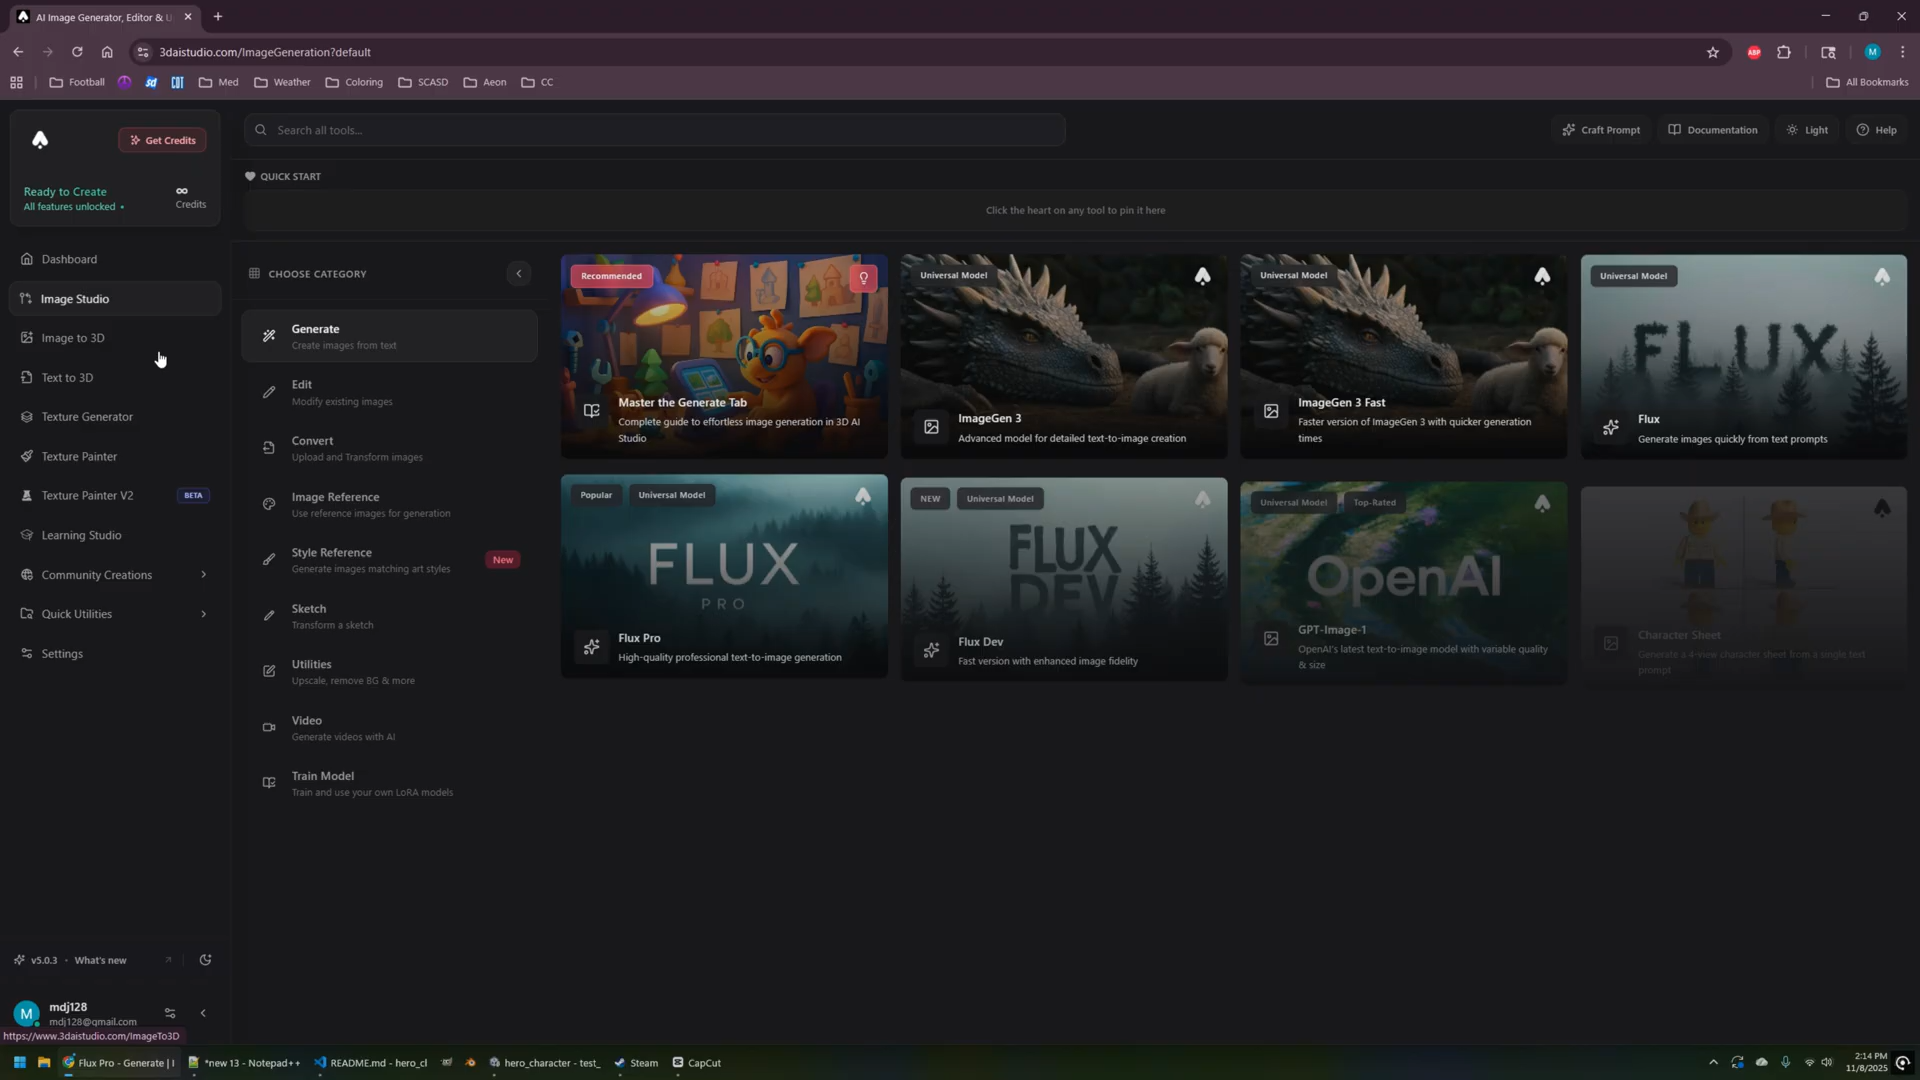 AI Image Generator, Editor & U
3daistudio.com/ImageGeneration?default
ABP
M
Football
sd
CDT
Med
Weather
Coloring
SCASD
Aeon
CC
All Bookmarks
Get Credits
Ready to Create
All features unlocked •
∞
Credits
Search all tools...
Craft Prompt
Documentation
Light
Help
QUICK START
Click the heart on any tool to pin it here
Dashboard
Image Studio
Image to 3D
Text to 3D
Texture Generator
Texture Painter
Texture Painter V2
BETA
Learning Studio
Community Creations
Quick Utilities
Settings
CHOOSE CATEGORY
Generate
Create images from text
Edit
Modify existing images
Convert
Upload and Transform images
Image Reference
Use reference images for generation
Style Reference
Generate images matching art styles
New
Sketch
Transform a sketch
Utilities
Upscale, remove BG & more
Video
Generate videos with AI
Train Model
Train and use your own LoRA models
Recommended
Master the Generate Tab
Complete guide to effortless image generation in 3D AI
Studio
Universal Model
ImageGen 3
Advanced model for detailed text-to-image creation
Universal Model
ImageGen 3 Fast
Faster version of ImageGen 3 with quicker generation
times
Universal Model
FLUX
Flux
Generate images quickly from text prompts
Popular
Universal Model
FLUX
PRO
Flux Pro
High-quality professional text-to-image generation
NEW
Universal Model
FLUX
DEV
Flux Dev
Fast version with enhanced image fidelity
Universal Model
Top-Rated
OpenAI
GPT-Image-1
OpenAI's latest text-to-image model with variable quality
& size
Character Sheet
Generate a 4-view character sheet from a single text
prompt
v5.0.3 • What's new
M
mdj128
mdj128@gmail.com
https://www.3daistudio.com/ImageTo3D
Flux Pro - Generate | I
*new 13 - Notepad++
README.md - hero_cl
hero_character - test_
Steam
CapCut
2:14 PM
11/8/2025